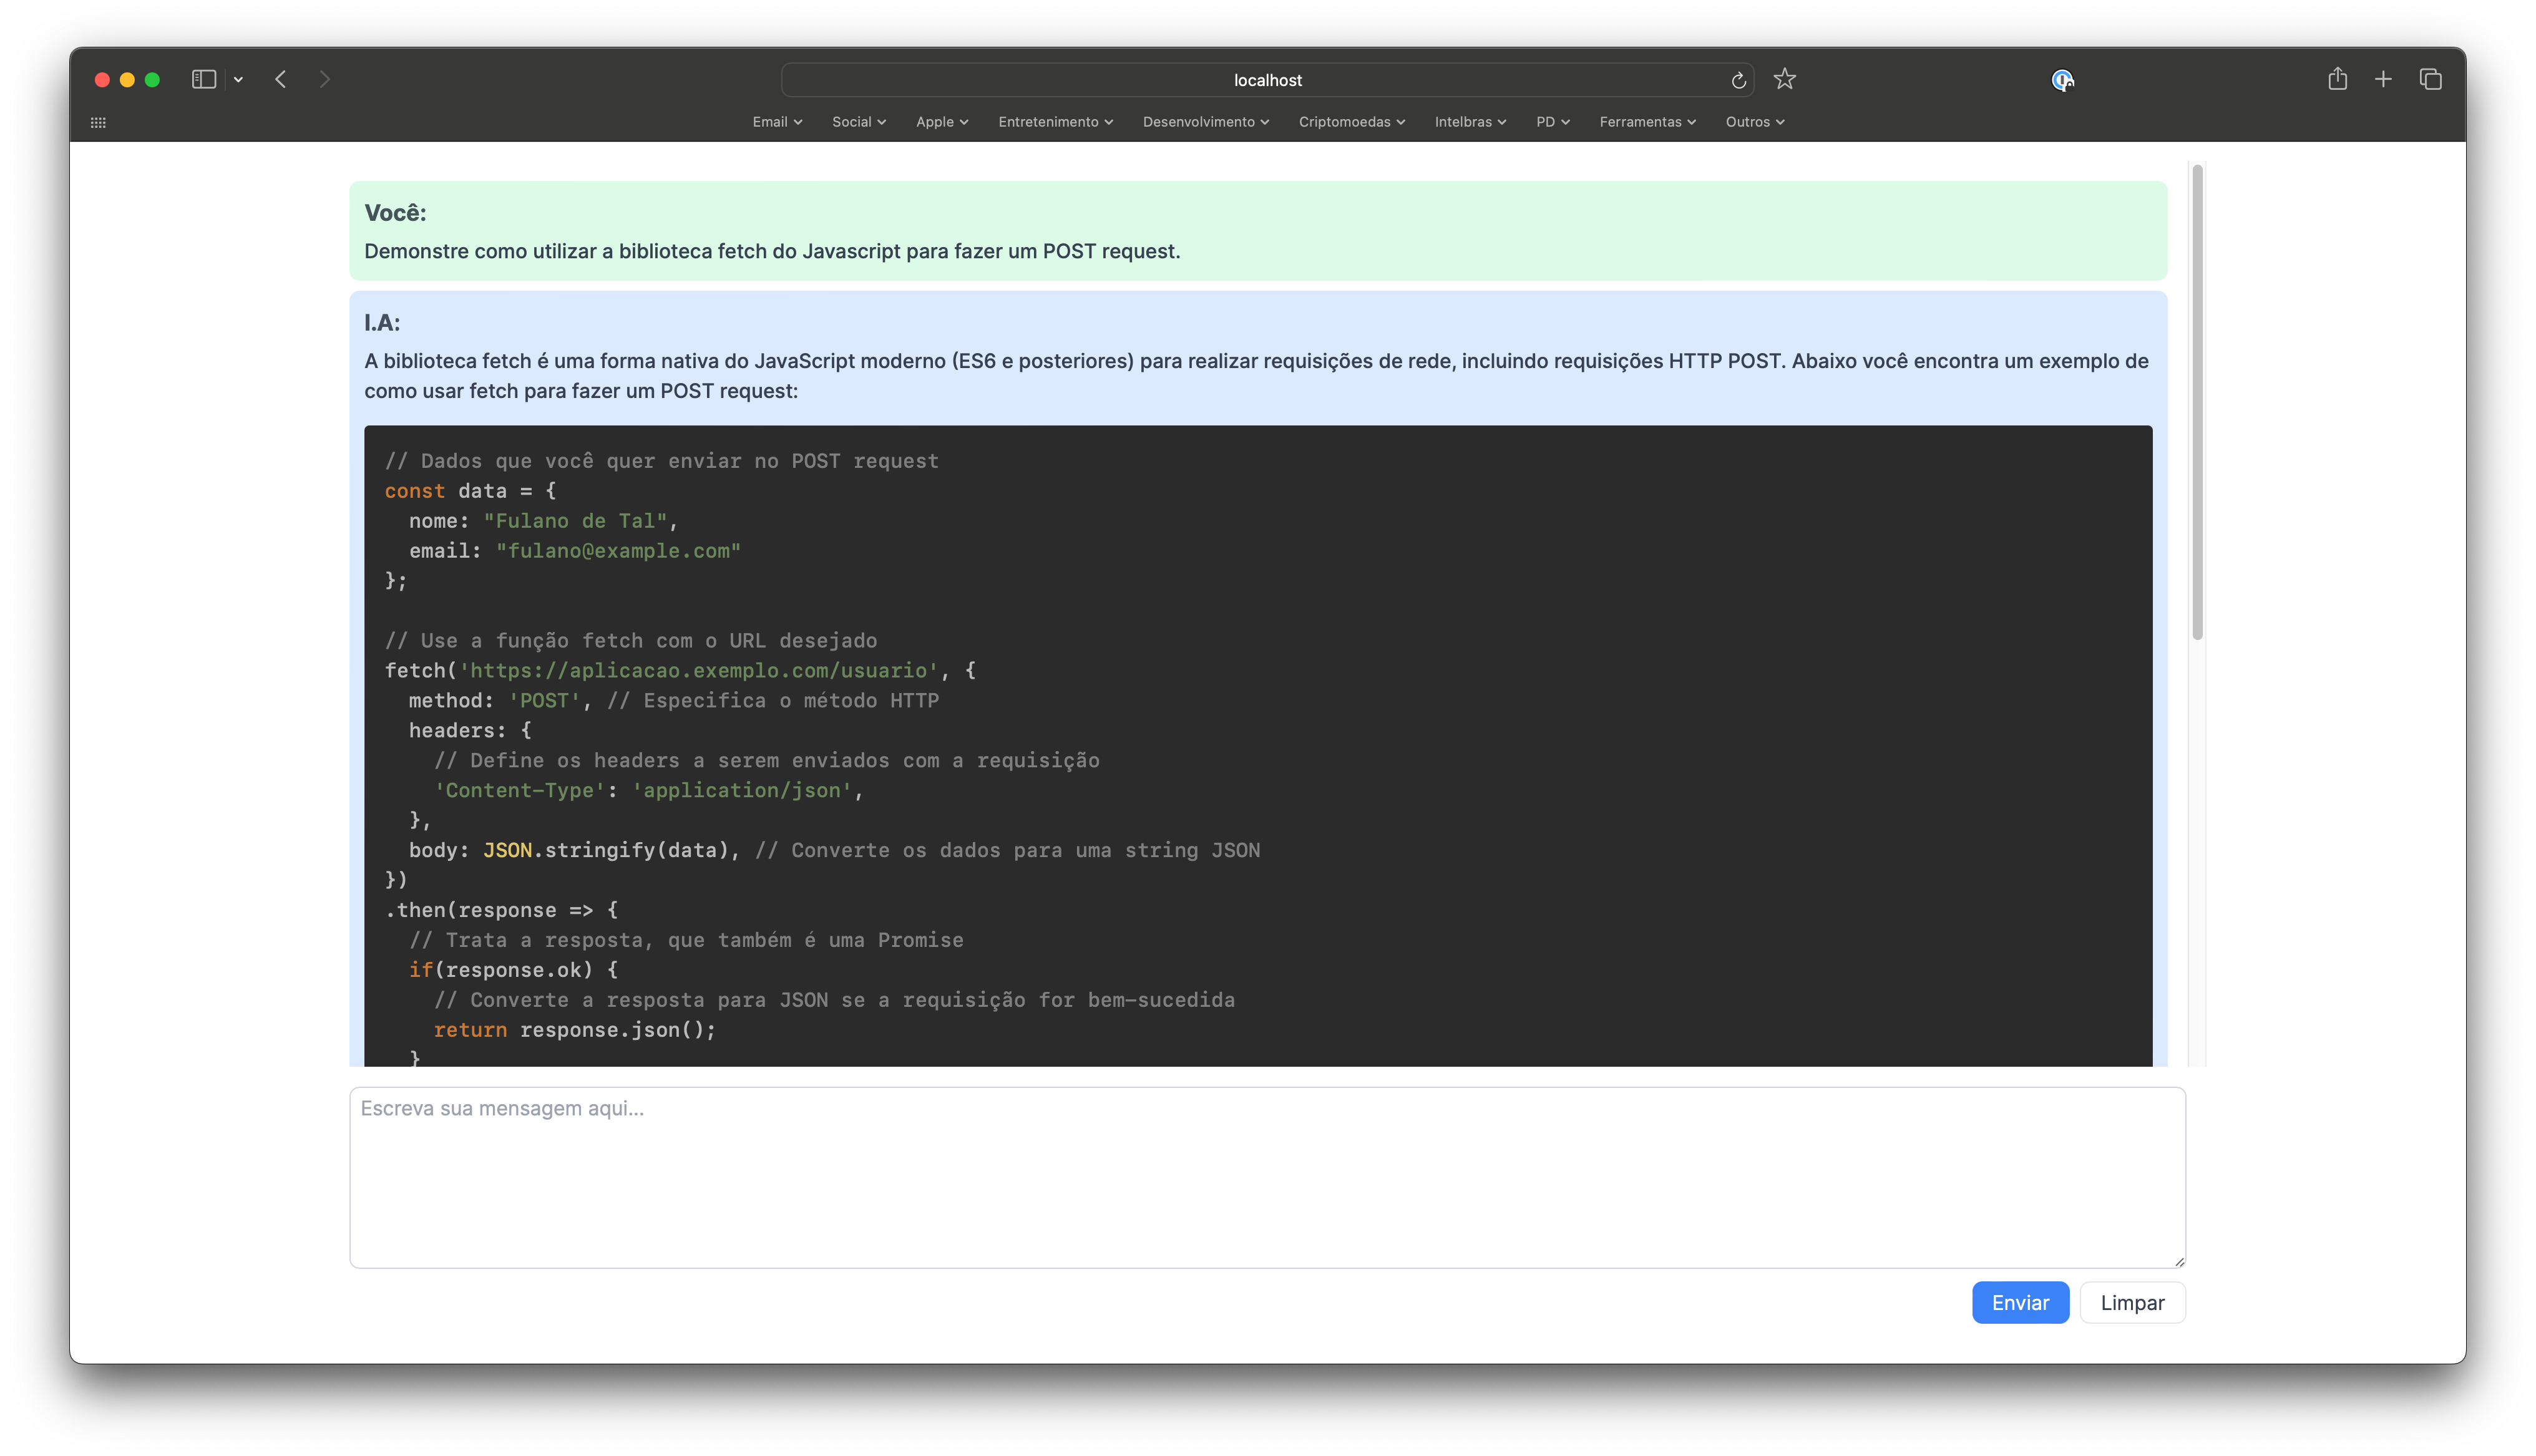 localhost
Email
Social
Apple
Entretenimento
Desenvolvimento
Criptomoedas
Intelbras
PD
Ferramentas
Outros
Você:
Demonstre como utilizar a biblioteca fetch do Javascript para fazer um POST request.
I.A:
A biblioteca fetch é uma forma nativa do JavaScript moderno (ES6 e posteriores) para realizar requisições de rede, incluindo requisições HTTP POST. Abaixo você encontra um exemplo de
como usar fetch para fazer um POST request:
// Dados que você quer enviar no POST request
const data = {
  nome: "Fulano de Tal",
  email: "fulano@example.com"
};
// Use a função fetch com o URL desejado
fetch('https://aplicacao.exemplo.com/usuario', {
  method: 'POST', // Especifica o método HTTP
  headers: {
    // Define os headers a serem enviados com a requisição
    'Content-Type': 'application/json',
  },
  body: JSON.stringify(data), // Converte os dados para uma string JSON
})
.then(response => {
  // Trata a resposta, que também é uma Promise
  if(response.ok) {
    // Converte a resposta para JSON se a requisição for bem-sucedida
    return response.json();
  }
Escreva sua mensagem aqui...
Enviar
Limpar